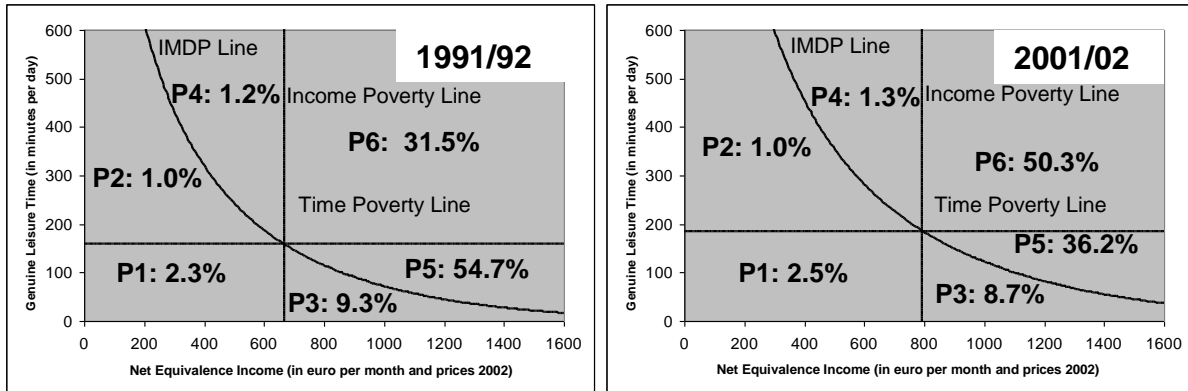 1991/92
600
500
400
300
200
100
0
Genuine Leisure Time (in minutes per day)
IMDP Line
P4: 1.2%
Income Poverty Line
P6: 31.5%
P2: 1.0%
Time Poverty Line
P1: 2.3%
P5: 54.7%
P3: 9.3%
0 200 400 600 800 1000 1200 1400 1600
Net Equivalence Income (in euro per month and prices 2002)
2001/02
600
500
400
300
200
100
0
Genuine Leisure Time (in minutes per day)
IMDP Line
P4: 1.3%
Income Poverty Line
P2: 1.0%
P6: 50.3%
Time Poverty Line
P5: 36.2%
P1: 2.5%
P3: 8.7%
0 200 400 600 800 1000 1200 1400 1600
Net Equivalence Income (in euro per month and prices 2002)